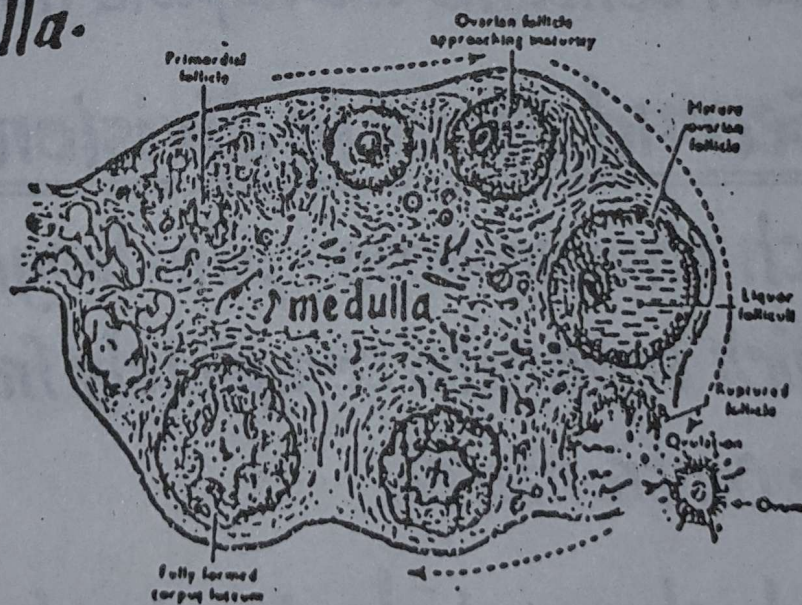 lla.
Ovarian follicle
approaching maturity
Primordial
follicle
Mature
ovarian
follicle
medulla
Liquor
folliculi
Ruptured
follicle
Ovulation
Ovu
Fully formed
corpus luteum